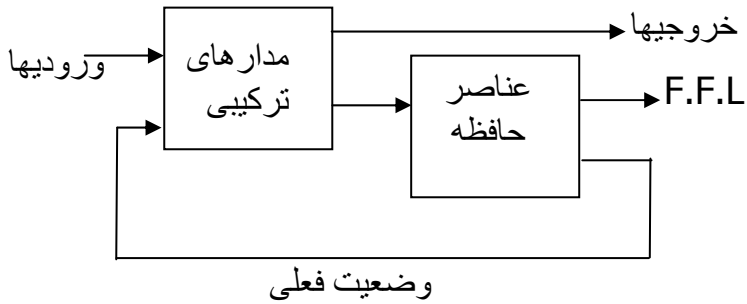 خروجیها
ورودیها
مدارهای
ترکیبی
عناصر
حافظه
F.F.L
وضعیت فعلی